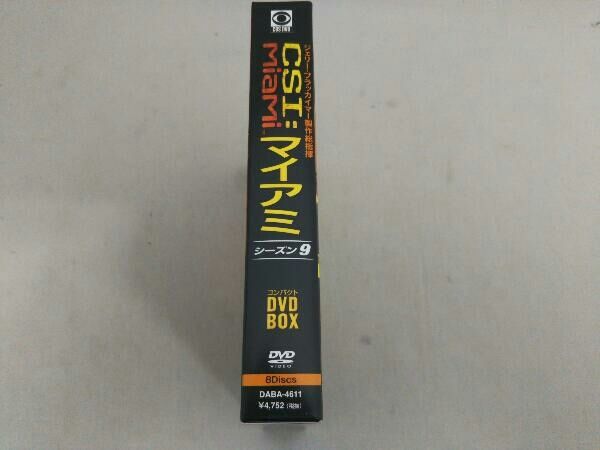 CBS DVD
ジェリー・ブラッカイマー製作総指揮
CSI:
MiaMi™
マイアミ
シーズン9
コンパクト
DVD
BOX
DVD
VIDEO
8Discs
DABA-4611
¥4,752